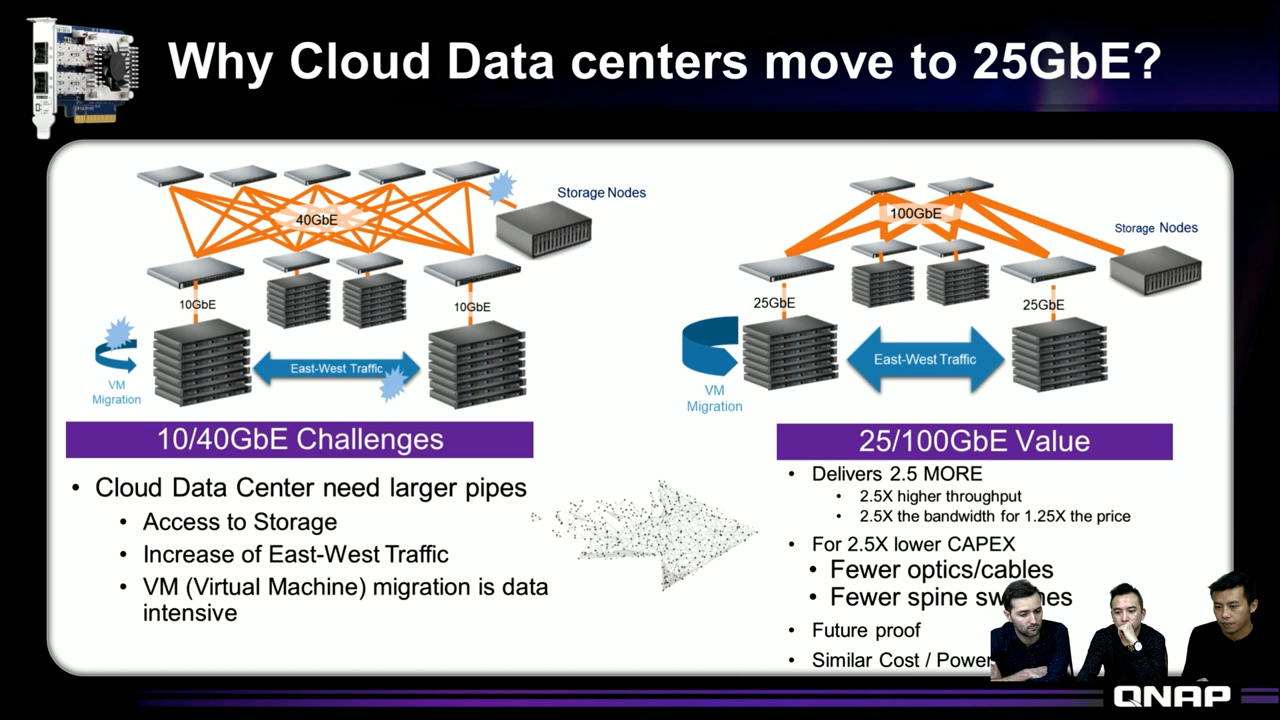 Why Cloud Data centers move to 25GbE?
Storage Nodes
40GbE
10GbE
10GbE
East-West Traffic
VM
Migration
100GbE
Storage Nodes
25GbE
25GbE
East-West Traffic
VM
Migration
10/40GbE Challenges
• Cloud Data Center need larger pipes
• Access to Storage
• Increase of East-West Traffic
• VM (Virtual Machine) migration is data
intensive
25/100GbE Value
• Delivers 2.5 MORE
• 2.5X higher throughput
• 2.5X the bandwidth for 1.25X the price
• For 2.5X lower CAPEX
• Fewer optics/cables
• Fewer spine
• Future proof
• Similar Cost / Power
QNAP